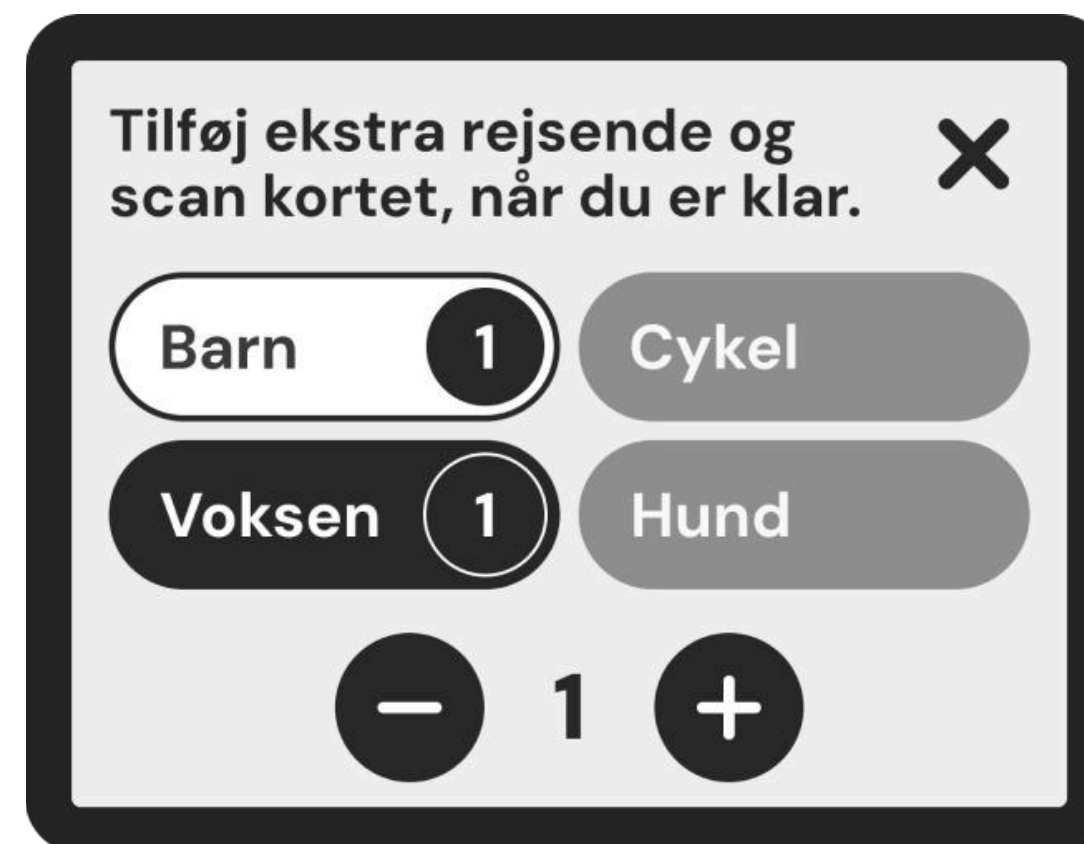 Tilføj ekstra rejsende og
scan kortet, når du er klar.
Barn 1
Cykel
Voksen 1
Hund
1